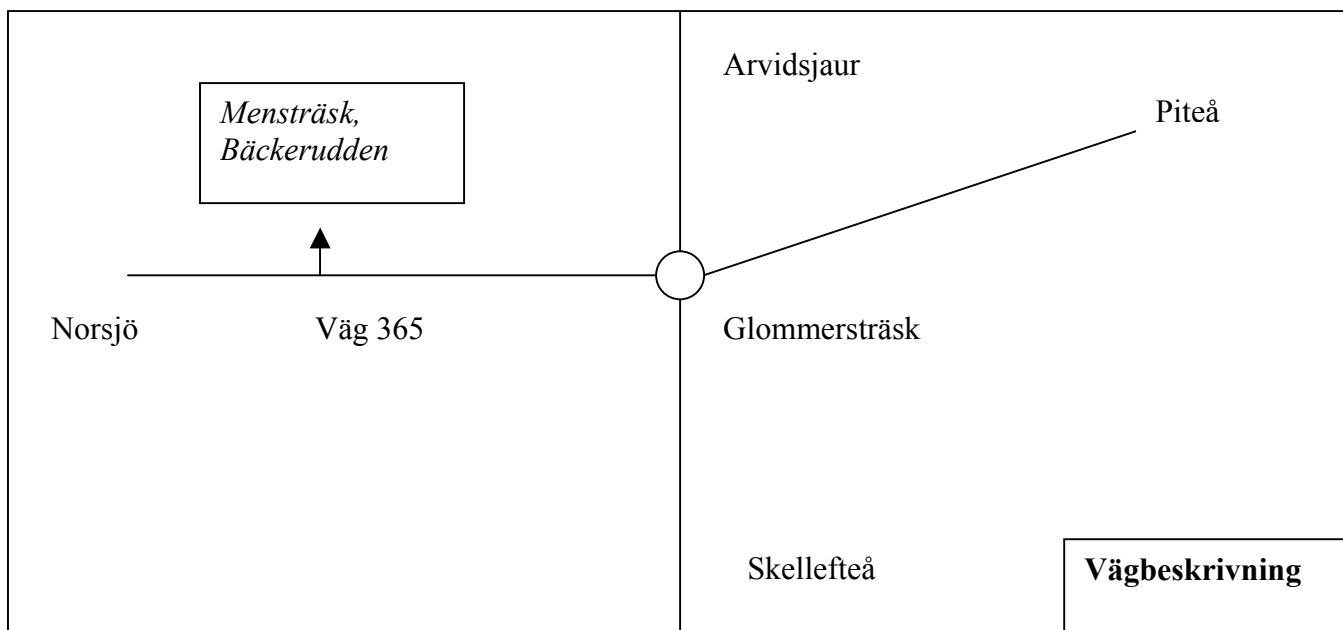 Arvidsjaur
Mensträsk,
Bäckerudden
Piteå
Norsjö
Väg 365
Glommersträsk
Skellefteå
Vägbeskrivning